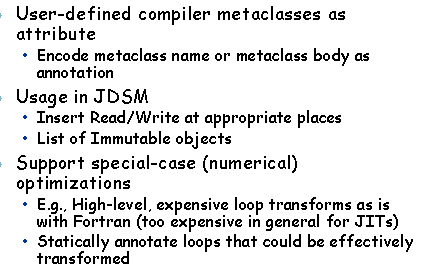 User-defined compiler metaclasses as
attribute
• Encode metaclass name or metaclass body as
annotation
Usage in JDSM
• Insert Read/Write at appropriate places
• List of Immutable objects
Support special-case (numerical)
optimizations
• E.g., High-level, expensive loop transforms as is
with Fortran (too expensive in general for JITs)
• Statically annotate loops that could be effectively
transformed